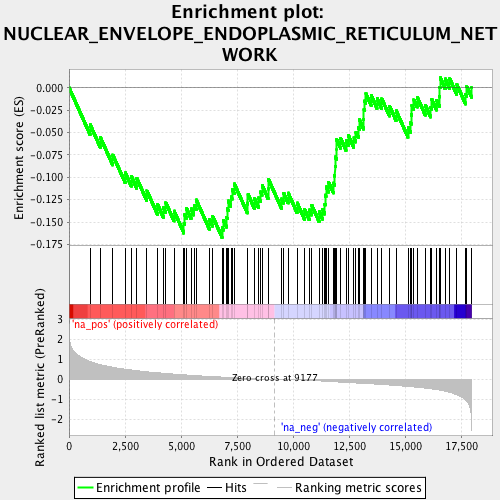 Enrichment plot:
NUCLEAR_ENVELOPE_ENDOPLASMIC_RETICULUM_NET
WORK
Enrichment score (ES)
0.000
-0.025
-0.050
-0.075
-0.100
-0.125
-0.150
-0.175
'na_pos' (positively correlated)
Ranked list metric (PreRanked)
3
2
1
0
-1
-2
Zero cross at 9177
'na_neg' (negatively correlated)
0
2,500
5,000
7,500
10,000
12,500
15,000
17,500
Rank in Ordered Dataset
Enrichment profile
Hits
Ranking metric scores